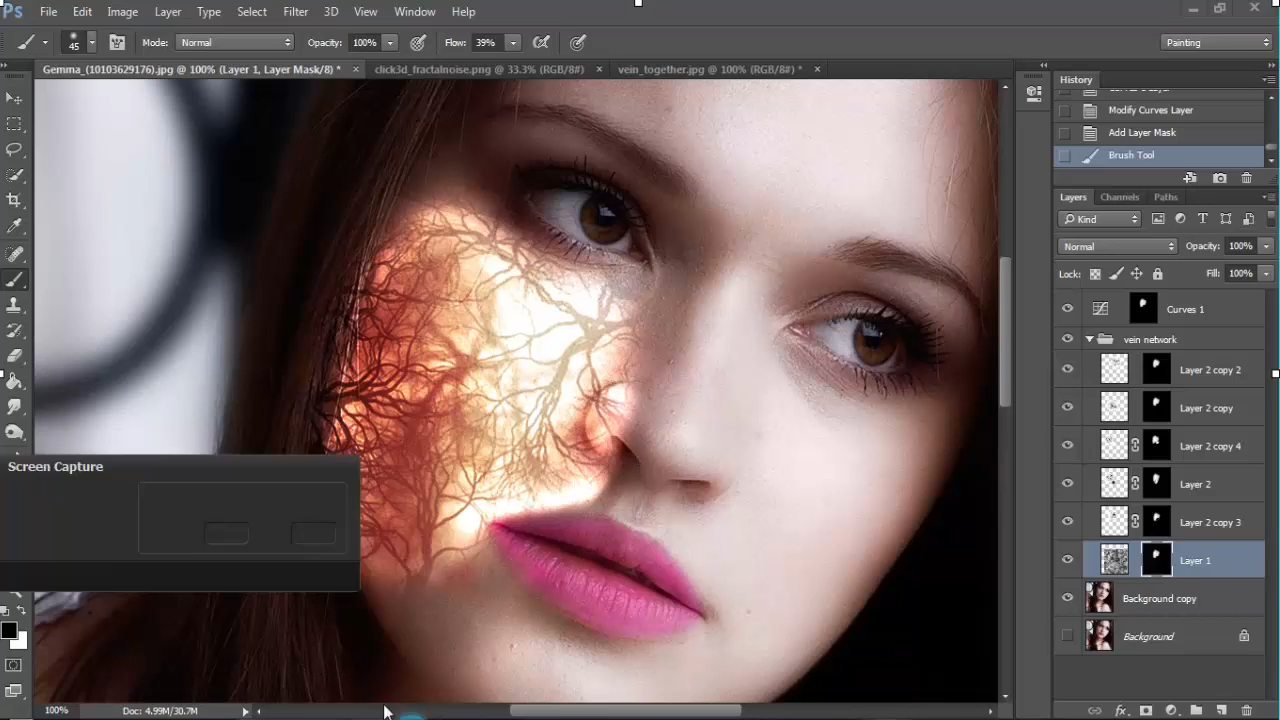 Ps File Edit Image Layer Type Select Filter 3D View Window Help
45 Mode: Normal Opacity: 100% Flow: 39% Painting
Gemma_(10103629176).jpg @ 100% (Layer 1, Layer Mask/8) * × click3d_fractalnoise.png @ 33.3% (RGB/8#) × vein_together.jpg @ 100% (RGB/8#) * ×
History
Modify Curves Layer
Add Layer Mask
Brush Tool
Layers Channels Paths
Kind
Normal Opacity: 100%
Lock: Fill: 100%
Curves 1
vein network
Layer 2 copy 2
Layer 2 copy
Layer 2 copy 4
Layer 2
Layer 2 copy 3
Layer 1
Background copy
Background
Screen Capture
100% Doc: 4.99M/30.7M
fx